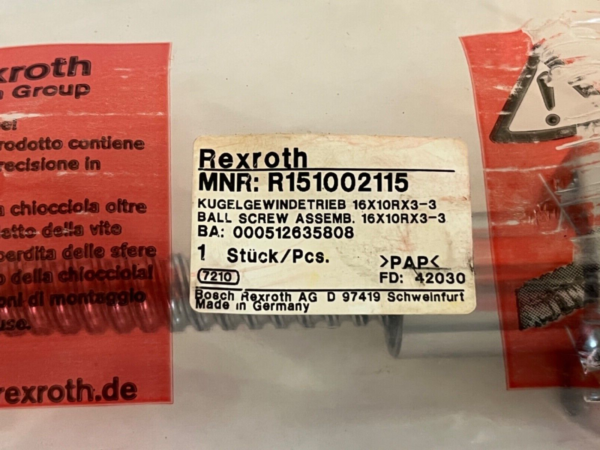 xroth
Group
rodotto contiene
recisione in
a chiocciola oltre
atto della vite
perdita delle sfere
della chiocciola!
oni di montaggio
use.
rexroth.de
Rexroth
MNR: R151002115
KUGELGEWINDETRIEB 16X10RX3-3
BALL SCREW ASSEMB. 16X10RX3-3
BA: 000512635808
1 Stück/Pcs. >PAP<
7210 FD: 42030
Bosch Rexroth AG D 97419 Schweinfurt
Made in Germany